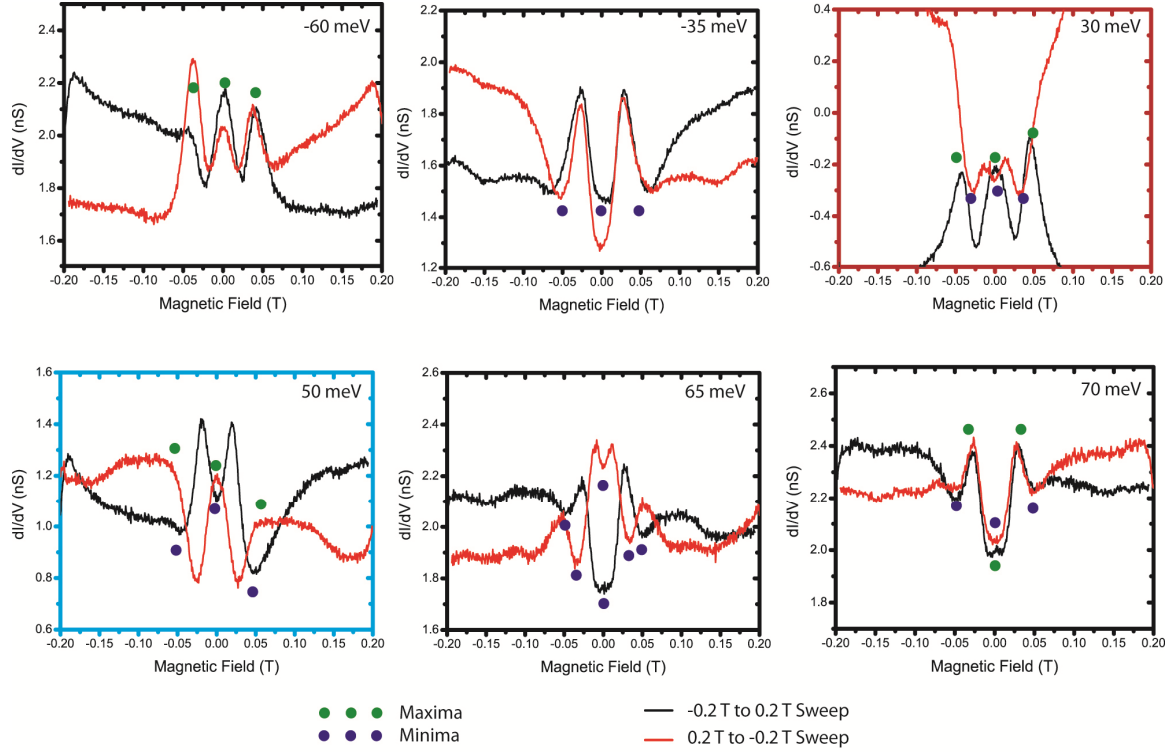 -60 meV
dI/dV (nS)
2.4
2.2
2.0
1.8
1.6
-0.20 -0.15 -0.10 -0.05 0.00 0.05 0.10 0.15 0.20
Magnetic Field (T)
-35 meV
dI/dV (nS)
2.2
2.0
1.8
1.6
1.4
1.2
-0.20 -0.15 -0.10 -0.05 0.00 0.05 0.10 0.15 0.20
Magnetic Field (T)
30 meV
dI/dV (nS)
0.4
0.2
0.0
-0.2
-0.4
-0.6
-0.20 -0.15 -0.10 -0.05 0.00 0.05 0.10 0.15 0.20
Magnetic Field (T)
50 meV
dI/dV (nS)
1.6
1.4
1.2
1.0
0.8
0.6
-0.20 -0.15 -0.10 -0.05 0.00 0.05 0.10 0.15 0.20
Magnetic Field (T)
65 meV
dI/dV (nS)
2.6
2.4
2.2
2.0
1.8
1.6
-0.20 -0.15 -0.10 -0.05 0.00 0.05 0.10 0.15 0.20
Magnetic Field (T)
70 meV
dI/dV (nS)
2.6
2.4
2.2
2.0
1.8
-0.20 -0.15 -0.10 -0.05 0.00 0.05 0.10 0.15 0.20
Magnetic Field (T)
Maxima
Minima
-0.2 T to 0.2 T Sweep
0.2 T to -0.2 T Sweep